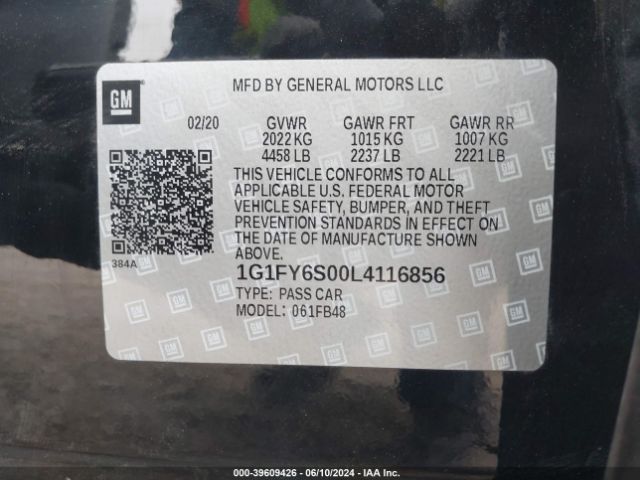 GM
MFD BY GENERAL MOTORS LLC
02/20 GVWR GAWR FRT GAWR RR
2022 KG 1015 KG 1007 KG
4458 LB 2237 LB 2221 LB
THIS VEHICLE CONFORMS TO ALL
APPLICABLE U.S. FEDERAL MOTOR
VEHICLE SAFETY, BUMPER, AND THEFT
PREVENTION STANDARDS IN EFFECT ON
THE DATE OF MANUFACTURE SHOWN
ABOVE.
384A
1G1FY6S00L4116856
TYPE: PASS CAR
MODEL: 061FB48
000-39609426 - 06/10/2024 - IAA Inc.